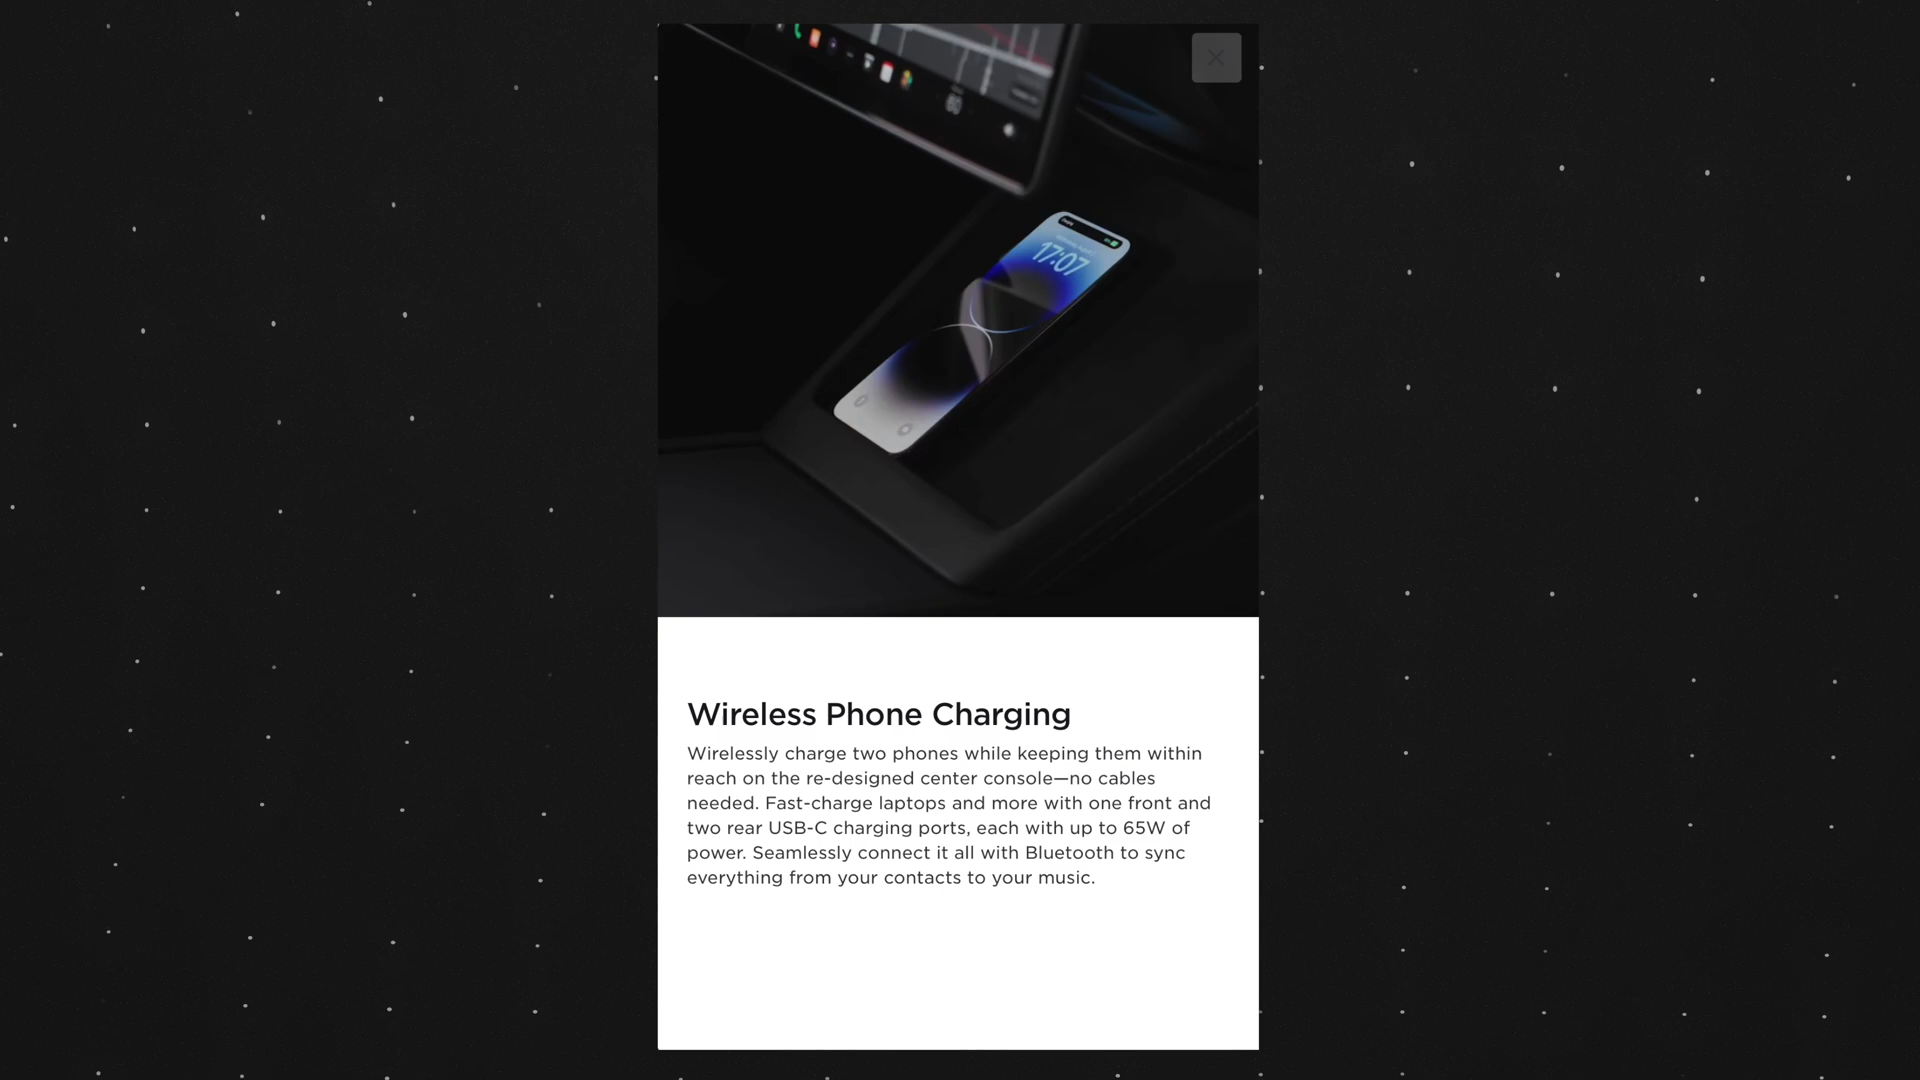 17:07
Wireless Phone Charging
Wirelessly charge two phones while keeping them within
reach on the re-designed center console—no cables
needed. Fast-charge laptops and more with one front and
two rear USB-C charging ports, each with up to 65W of
power. Seamlessly connect it all with Bluetooth to sync
everything from your contacts to your music.